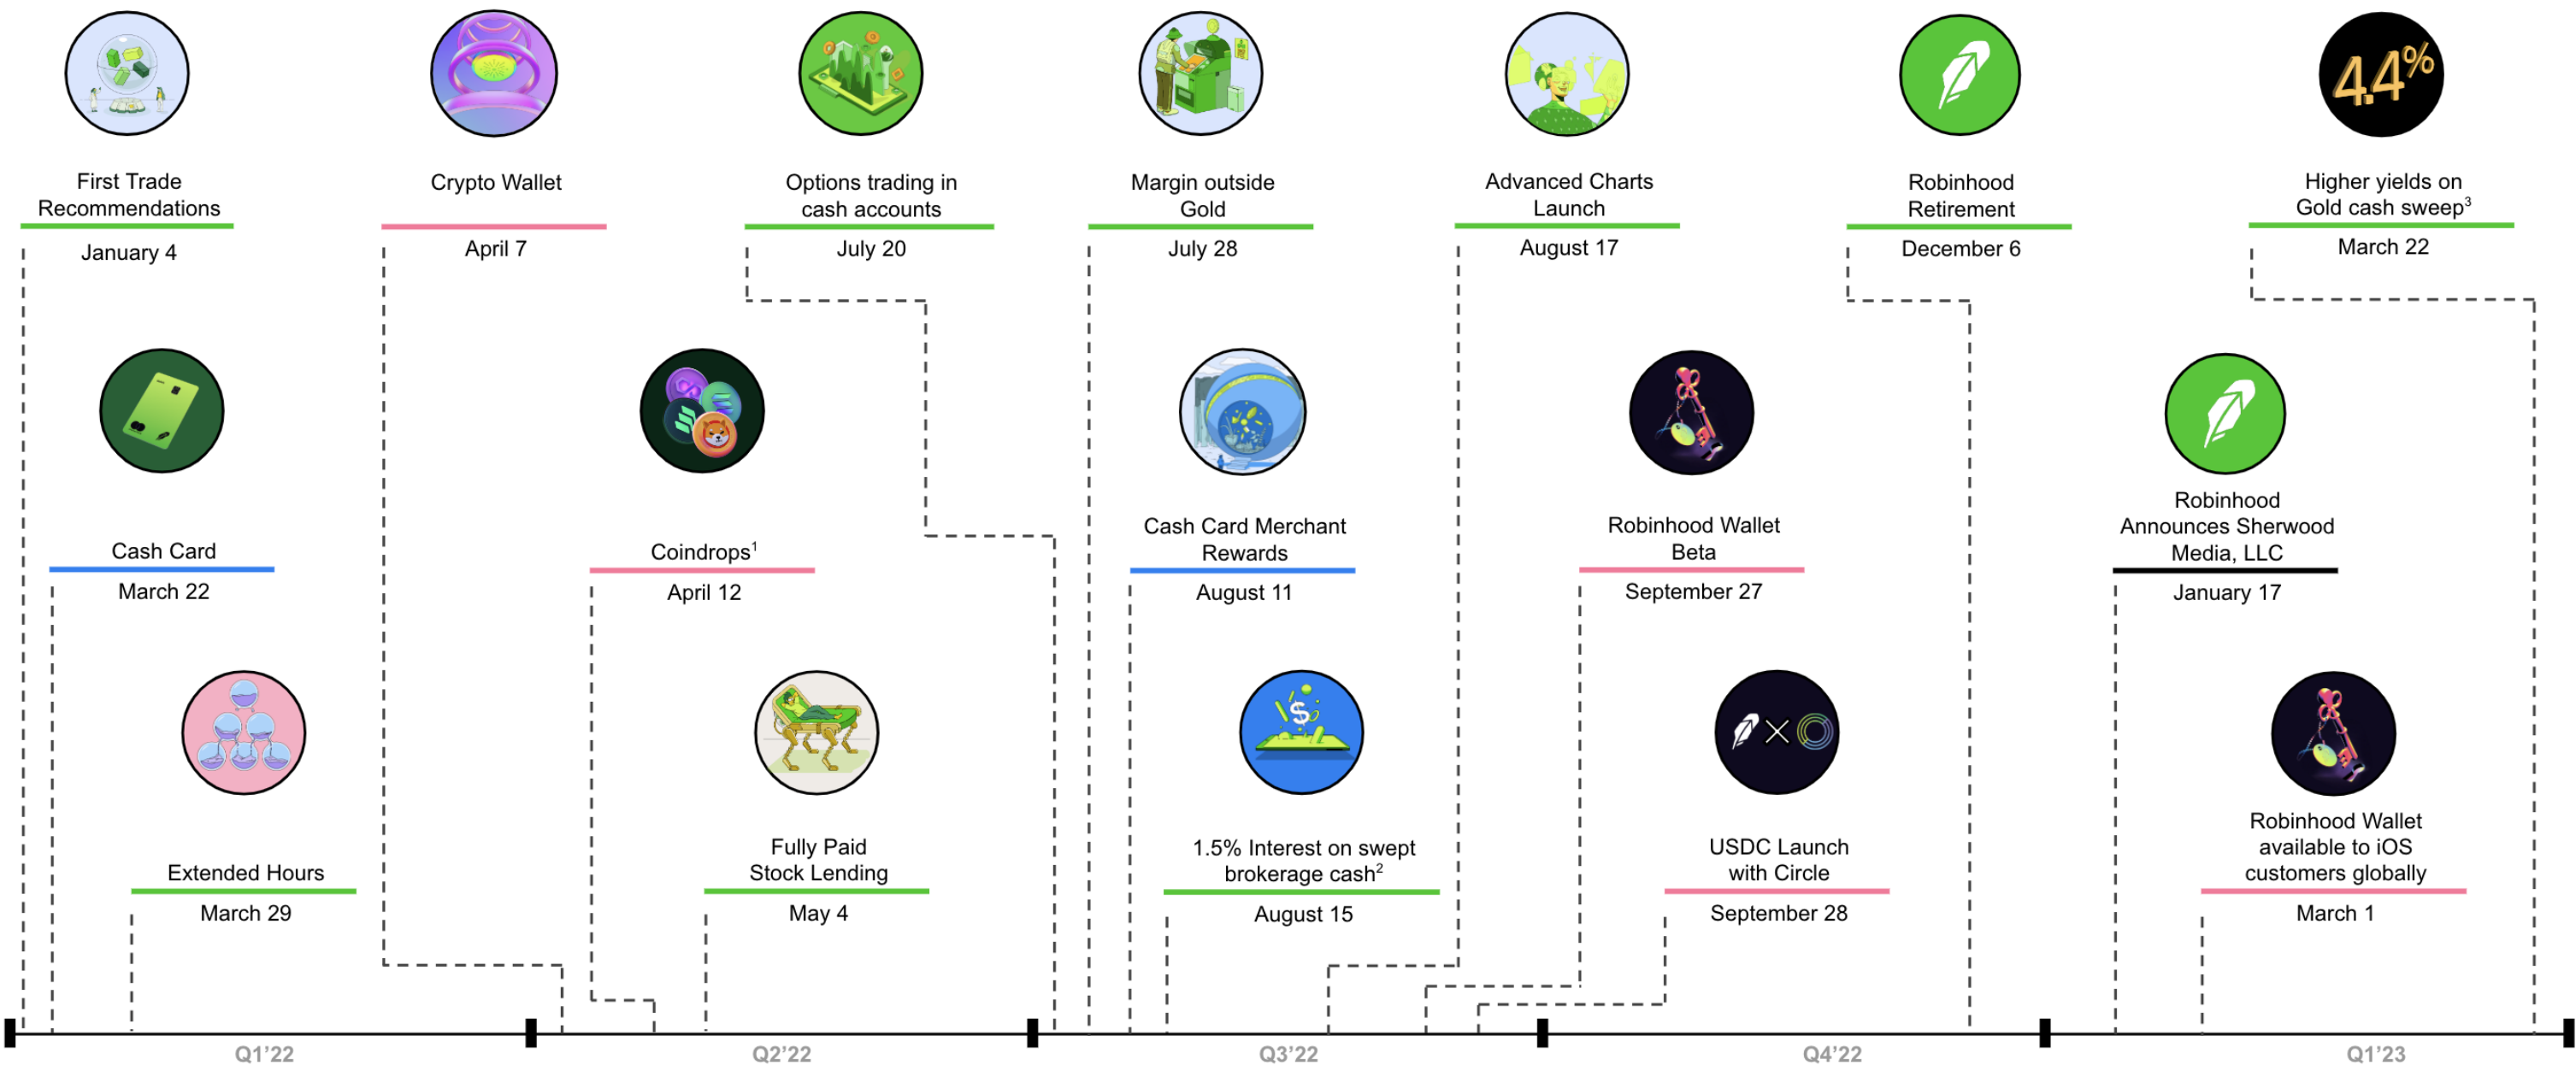 4.4%
First Trade
Recommendations
January 4
Crypto Wallet
April 7
Options trading in
cash accounts
July 20
Margin outside
Gold
July 28
Advanced Charts
Launch
August 17
Robinhood
Retirement
December 6
Higher yields on
Gold cash sweep3
March 22
Cash Card
March 22
Coindrops1
April 12
Cash Card Merchant
Rewards
August 11
Robinhood Wallet
Beta
September 27
Robinhood
Announces Sherwood
Media, LLC
January 17
$
Extended Hours
March 29
Fully Paid
Stock Lending
May 4
1.5% Interest on swept
brokerage cash2
August 15
USDC Launch
with Circle
September 28
Robinhood Wallet
available to iOS
customers globally
March 1
Q1'22
Q2'22
Q3'22
Q4'22
Q1'23